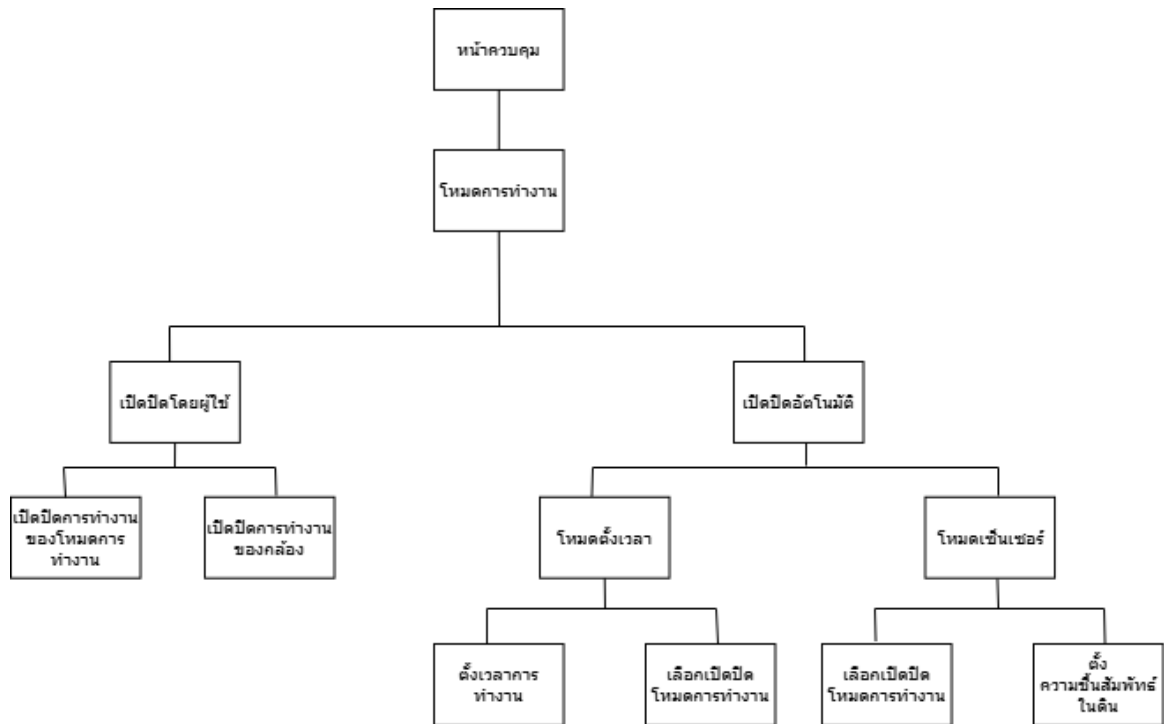 หน้าควบคุม
โหมดการทำงาน
เปิดปิดโดยผู้ใช้
เปิดปิดอัตโนมัติ
เปิดปิดการทำงาน
ของโหมดการ
ทำงาน
เปิดปิดการทำงาน
ของกล้อง
โหมดตั้งเวลา
โหมดเซ็นเซอร์
ตั้งเวลาการ
ทำงาน
เลือกเปิดปิด
โหมดการทำงาน
เลือกเปิดปิด
โหมดการทำงาน
ตั้ง
ความชื้นสัมพัทธ์
ในดิน